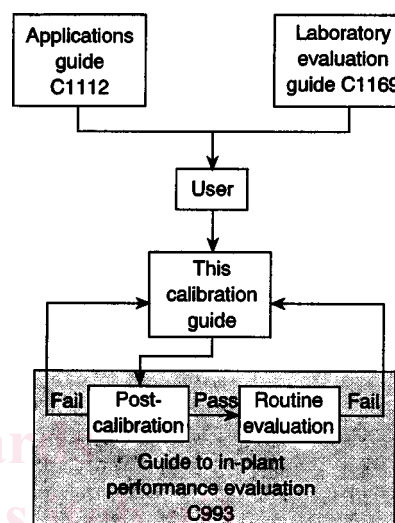 Applications
guide
C1112
Laboratory
evaluation
guide C1169
User
This
calibration
guide
Fail
Post-
calibration
Pass
Routine
evaluation
Fail
Guide to in-plant
performance evaluation
C993